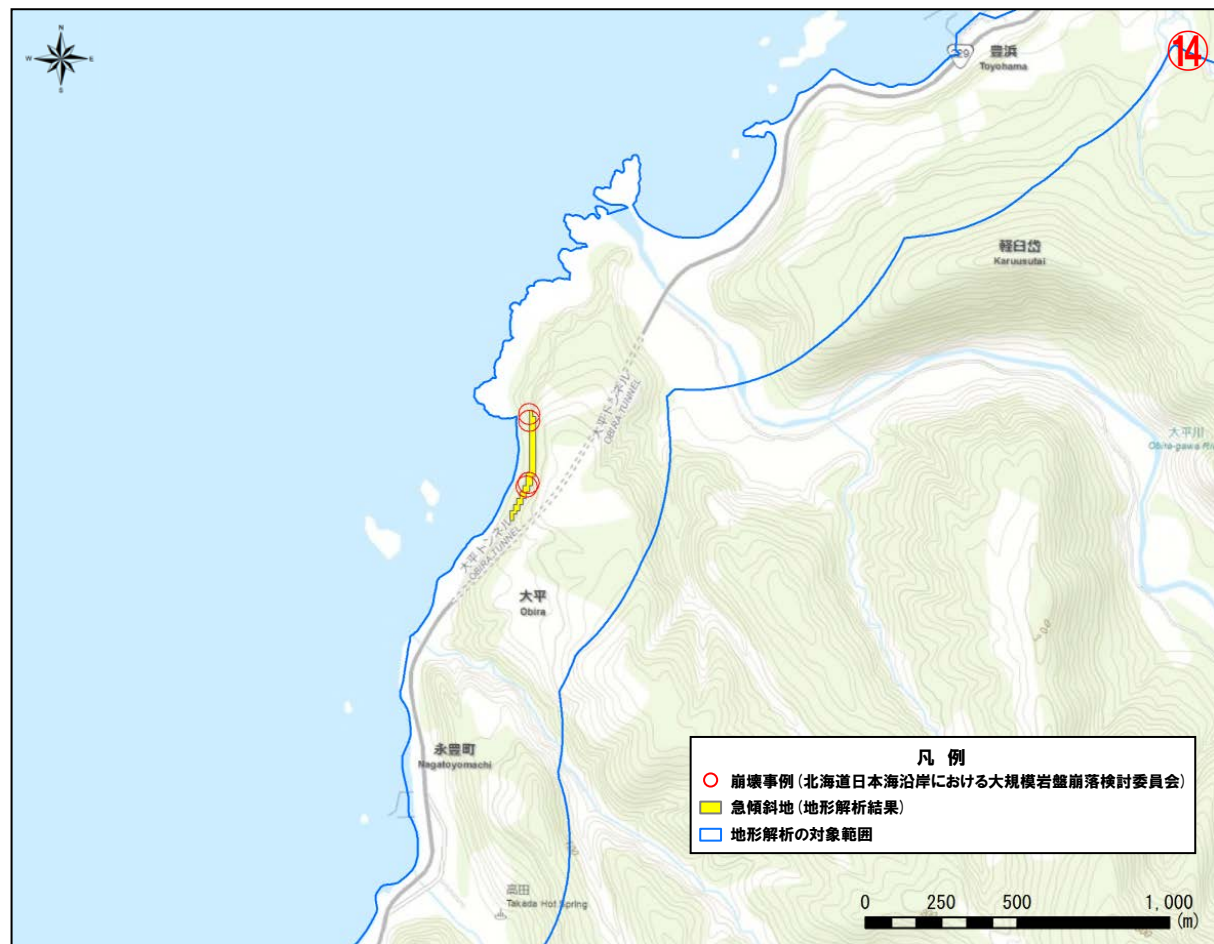 N
W
E
S
⑭
豊浜
Toyohama
軽臼岱
Karuusutai
大平トンネル
OBIRA TUNNEL
大平川
大平トンネル
OBIRA TUNNEL
大平
Obira
永豊町
Nagatoyomachi
高田
Takada Hot Spring
凡 例
崩壊事例(北海道日本海沿岸における大規模岩盤崩落検討委員会)
急傾斜地(地形解析結果)
地形解析の対象範囲
0 250 500 1,000
(m)